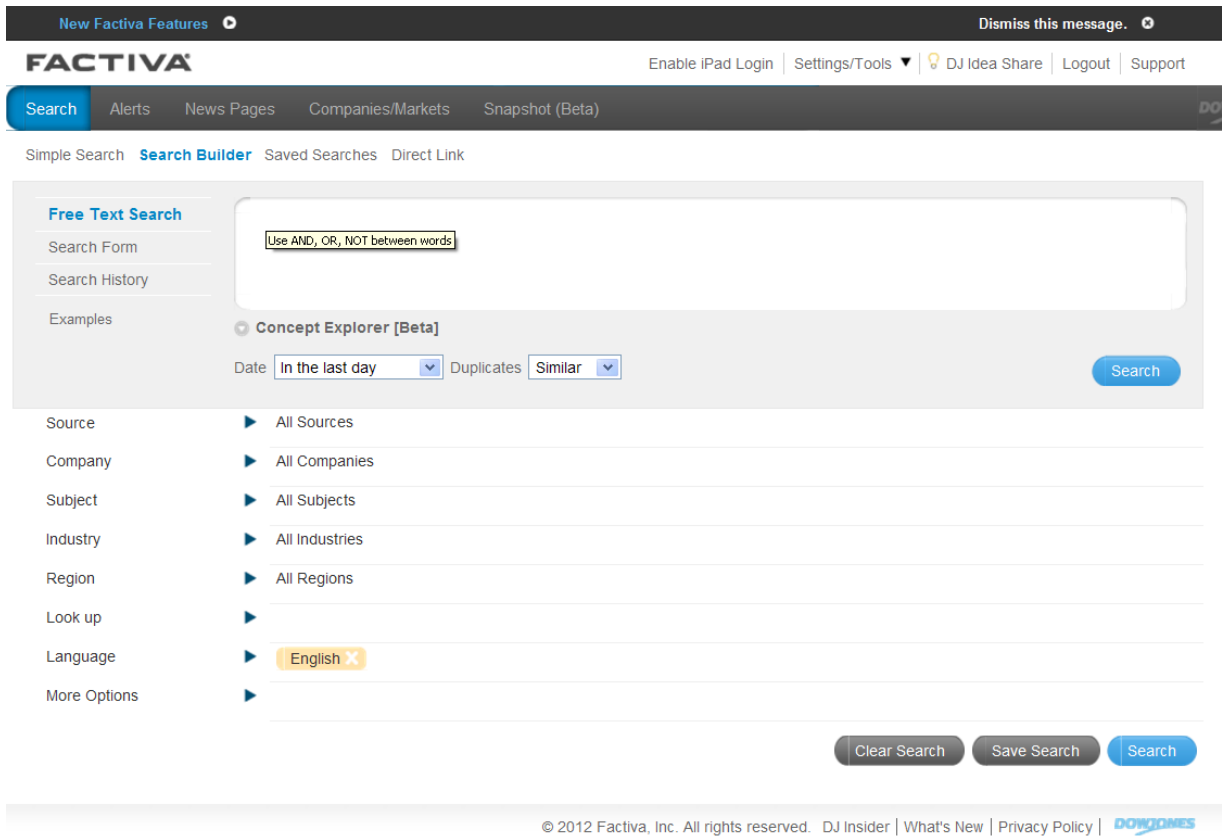 New Factiva Features Dismiss this message.
FACTIVA Enable iPad Login Settings/Tools DJ Idea Share Logout Support
Search Alerts News Pages Companies/Markets Snapshot (Beta)
Simple Search Search Builder Saved Searches Direct Link
Free Text Search
Search Form
Search History
Examples
Use AND, OR, NOT between words
Concept Explorer [Beta]
Date In the last day Duplicates Similar Search
Source All Sources
Company All Companies
Subject All Subjects
Industry All Industries
Region All Regions
Look up
Language English
More Options
Clear Search Save Search Search
© 2012 Factiva, Inc. All rights reserved. DJ Insider | What's New | Privacy Policy | DOWJONES